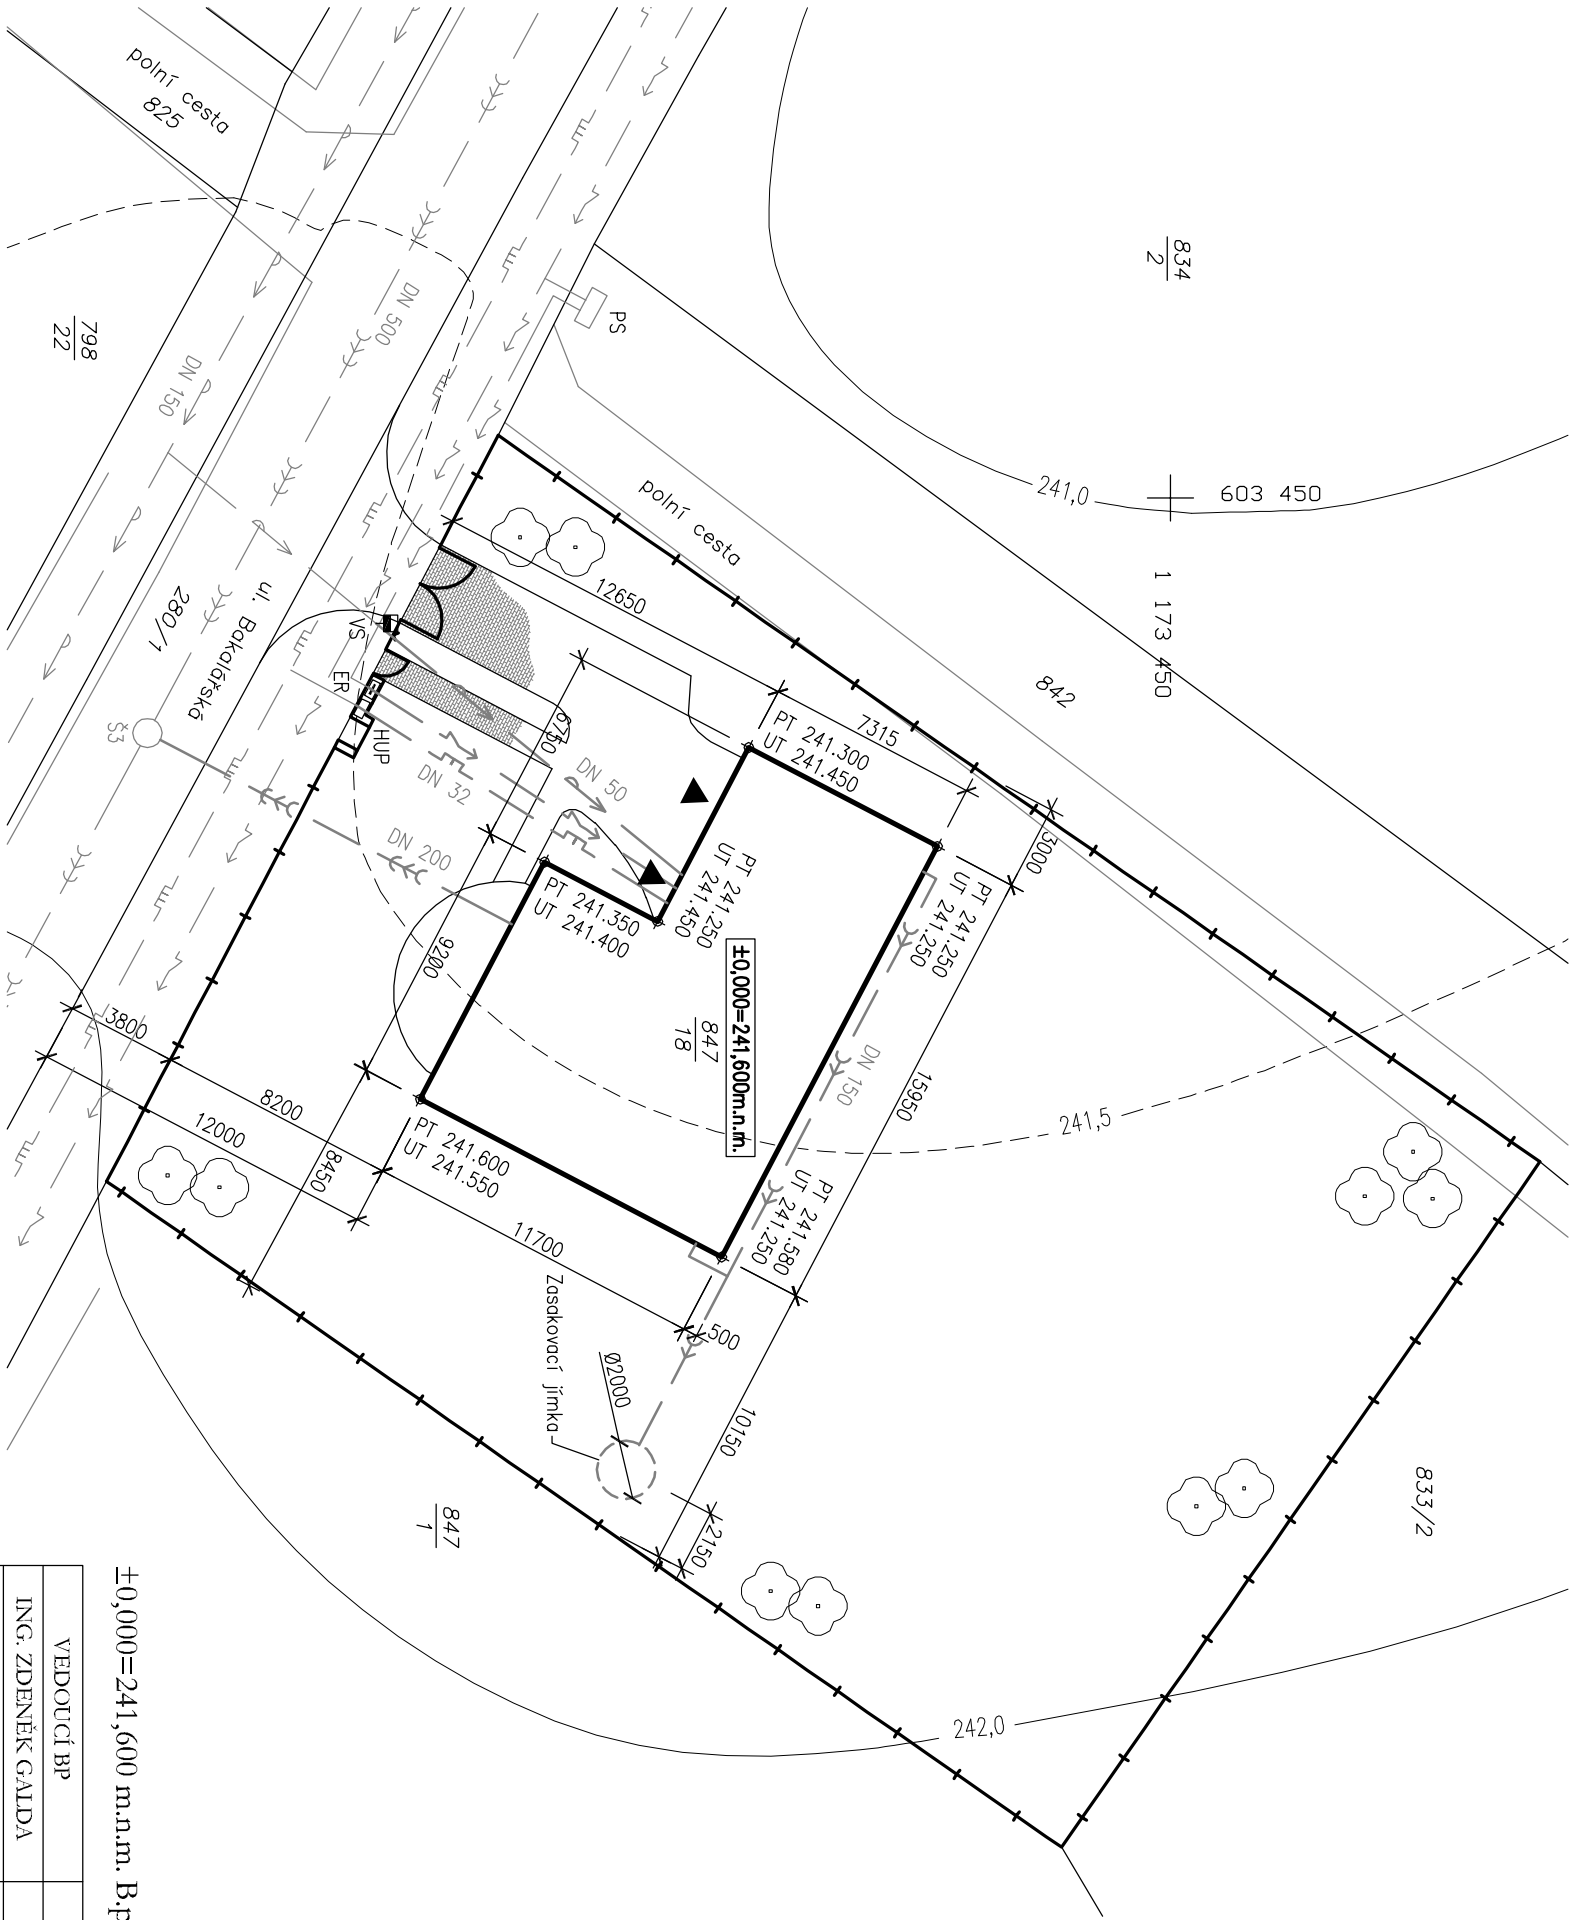 polní cesta
825
834
2
798
22
PS
DN 500
DN 150
603 450
1 173 450
241,0
polní cesta
842
280/1
ul. Bakalářská
Š3
VS
ER
HUP
12650
7315
6750
3000
DN 50
DN 32
DN 200
PT 241.300
UT 241.450
PT 241.250
UT 241.450
PT 241.250
UT 241.250
PT 241.350
UT 241.400
±0,000=241,600m.n.m.
847
18
DN 150
15950
241,5
9200
3800
8200
12000
8450
PT 241.600
UT 241.550
PT 241.580
UT 241.250
11700
500
Zasakovací jímka
Ø2000
10150
2150
847
1
833/2
242,0
±0,000=241,600 m.n.m. B.p
VEDOUCÍ BP
ING. ZDENĚK GALDA